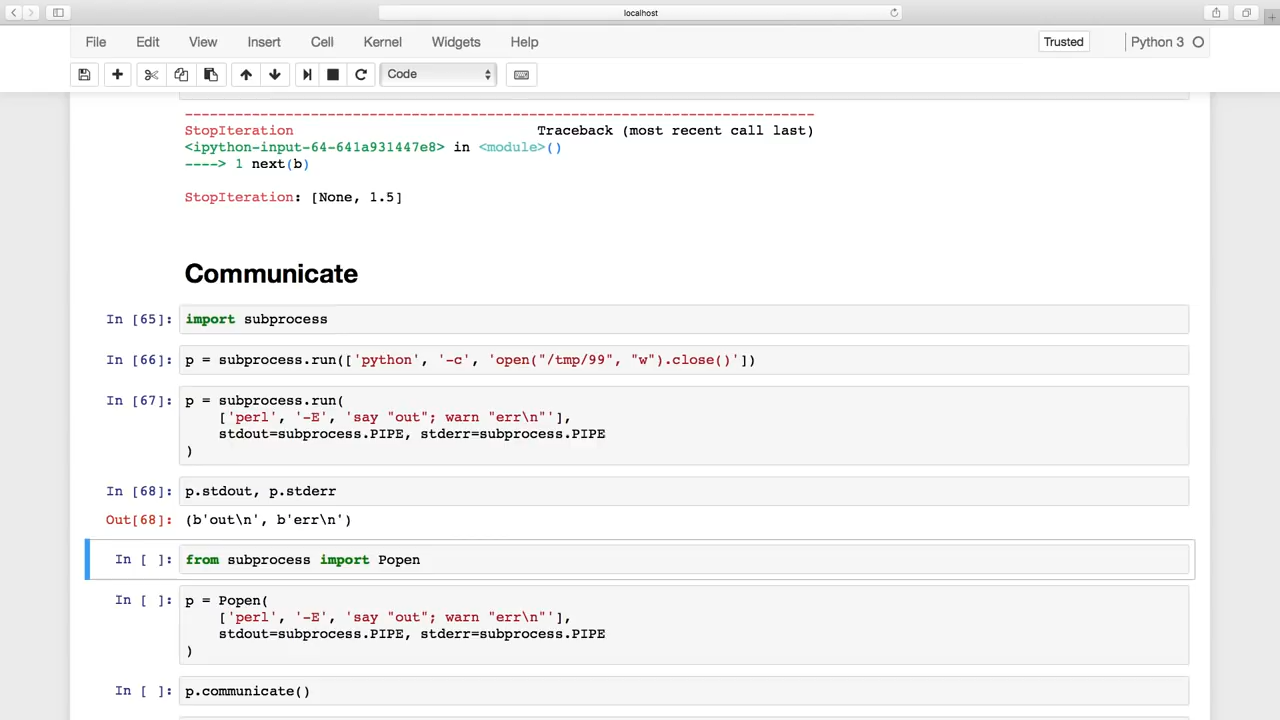 localhost
File Edit View Insert Cell Kernel Widgets Help Trusted Python 3
Code
StopIteration Traceback (most recent call last)
<ipython-input-64-641a931447e8> in <module>()
----> 1 next(b)
StopIteration: [None, 1.5]
Communicate
In [65]: import subprocess
In [66]: p = subprocess.run(['python', '-c', 'open("/tmp/99", "w").close()'])
In [67]: p = subprocess.run(
['perl', '-E', 'say "out"; warn "err\n"'],
stdout=subprocess.PIPE, stderr=subprocess.PIPE
)
In [68]: p.stdout, p.stderr
Out[68]: (b'out\n', b'err\n')
In [ ]: from subprocess import Popen
In [ ]: p = Popen(
['perl', '-E', 'say "out"; warn "err\n"'],
stdout=subprocess.PIPE, stderr=subprocess.PIPE
)
In [ ]: p.communicate()